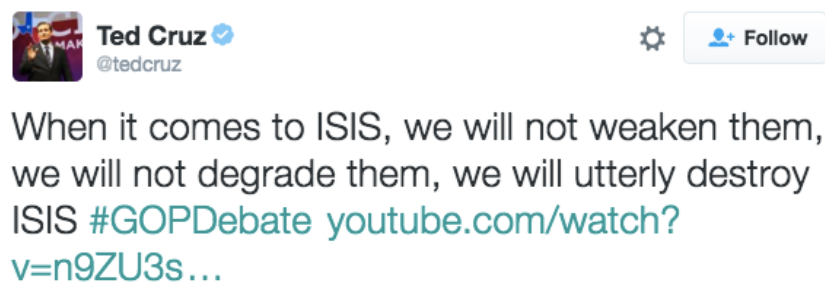 Ted Cruz
@tedcruz
Follow
When it comes to ISIS, we will not weaken them,
we will not degrade them, we will utterly destroy
ISIS #GOPDebate youtube.com/watch?
v=n9ZU3s...